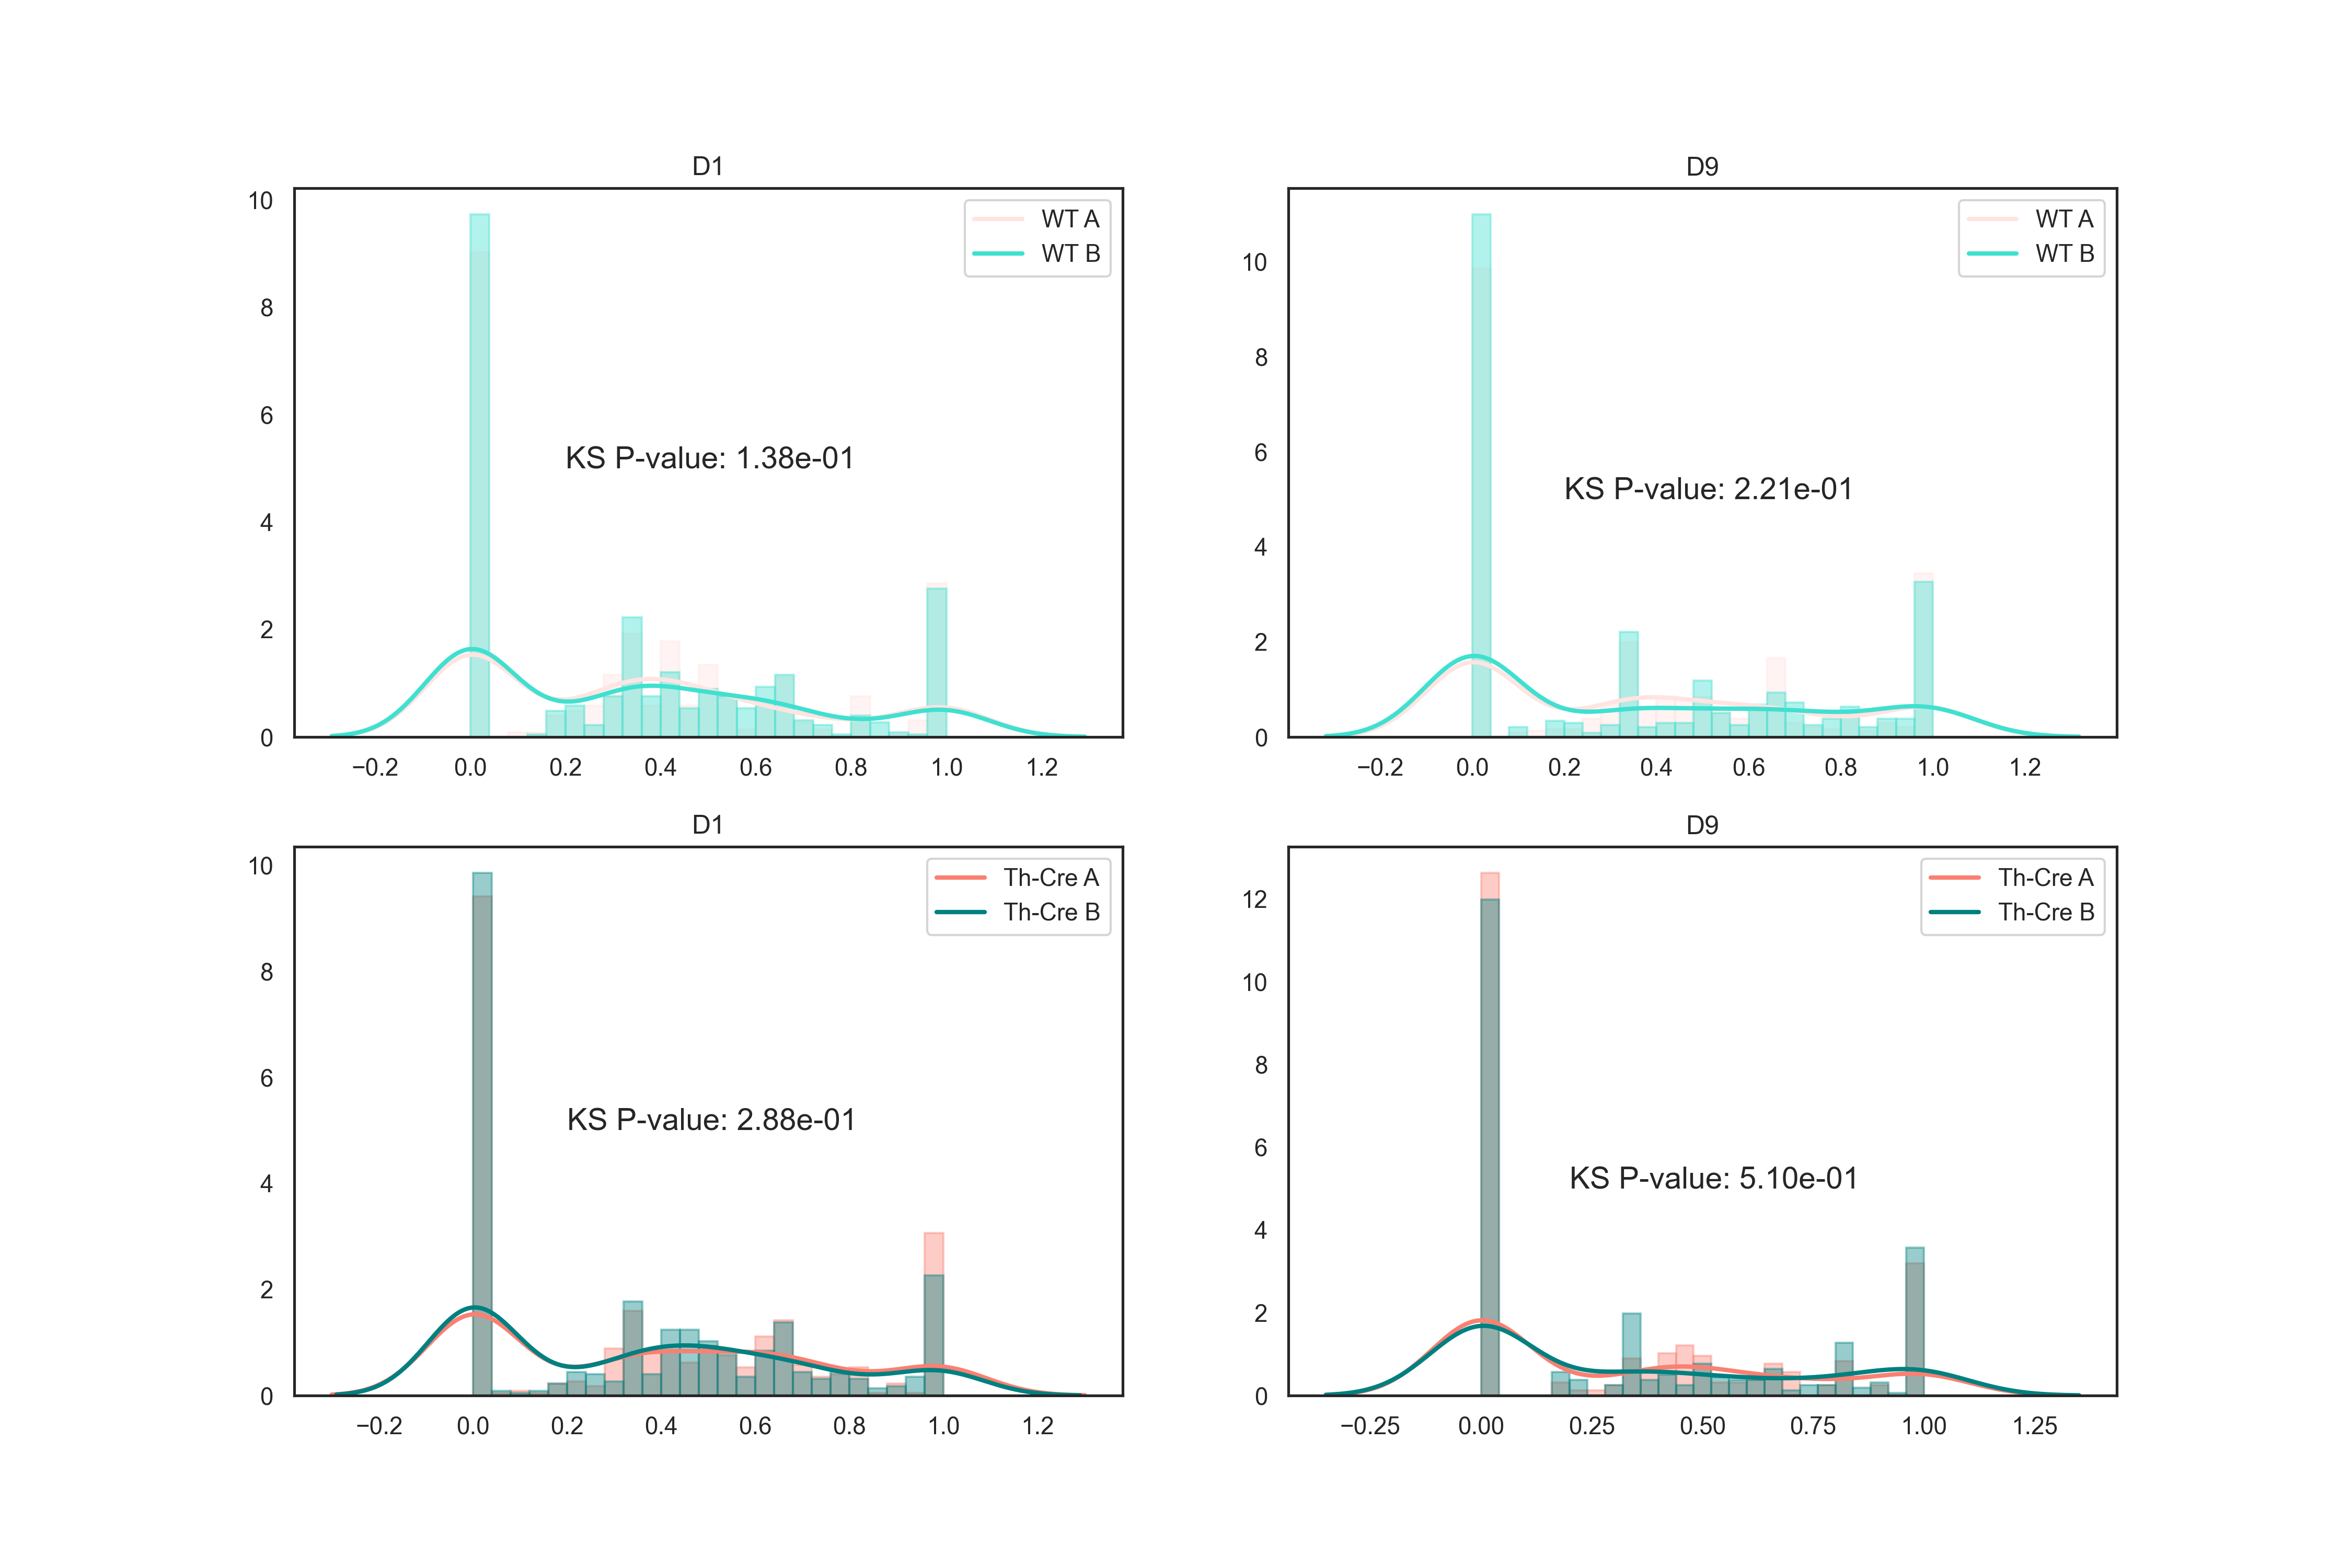 D1
10
8
6
4
2
0
WT A
WT B
KS P-value: 1.38e-01
−0.2 0.0 0.2 0.4 0.6 0.8 1.0 1.2
D9
10
8
6
4
2
0
WT A
WT B
KS P-value: 2.21e-01
−0.2 0.0 0.2 0.4 0.6 0.8 1.0 1.2
D1
10
8
6
4
2
0
Th-Cre A
Th-Cre B
KS P-value: 2.88e-01
−0.2 0.0 0.2 0.4 0.6 0.8 1.0 1.2
D9
12
10
8
6
4
2
0
Th-Cre A
Th-Cre B
KS P-value: 5.10e-01
−0.25 0.00 0.25 0.50 0.75 1.00 1.25